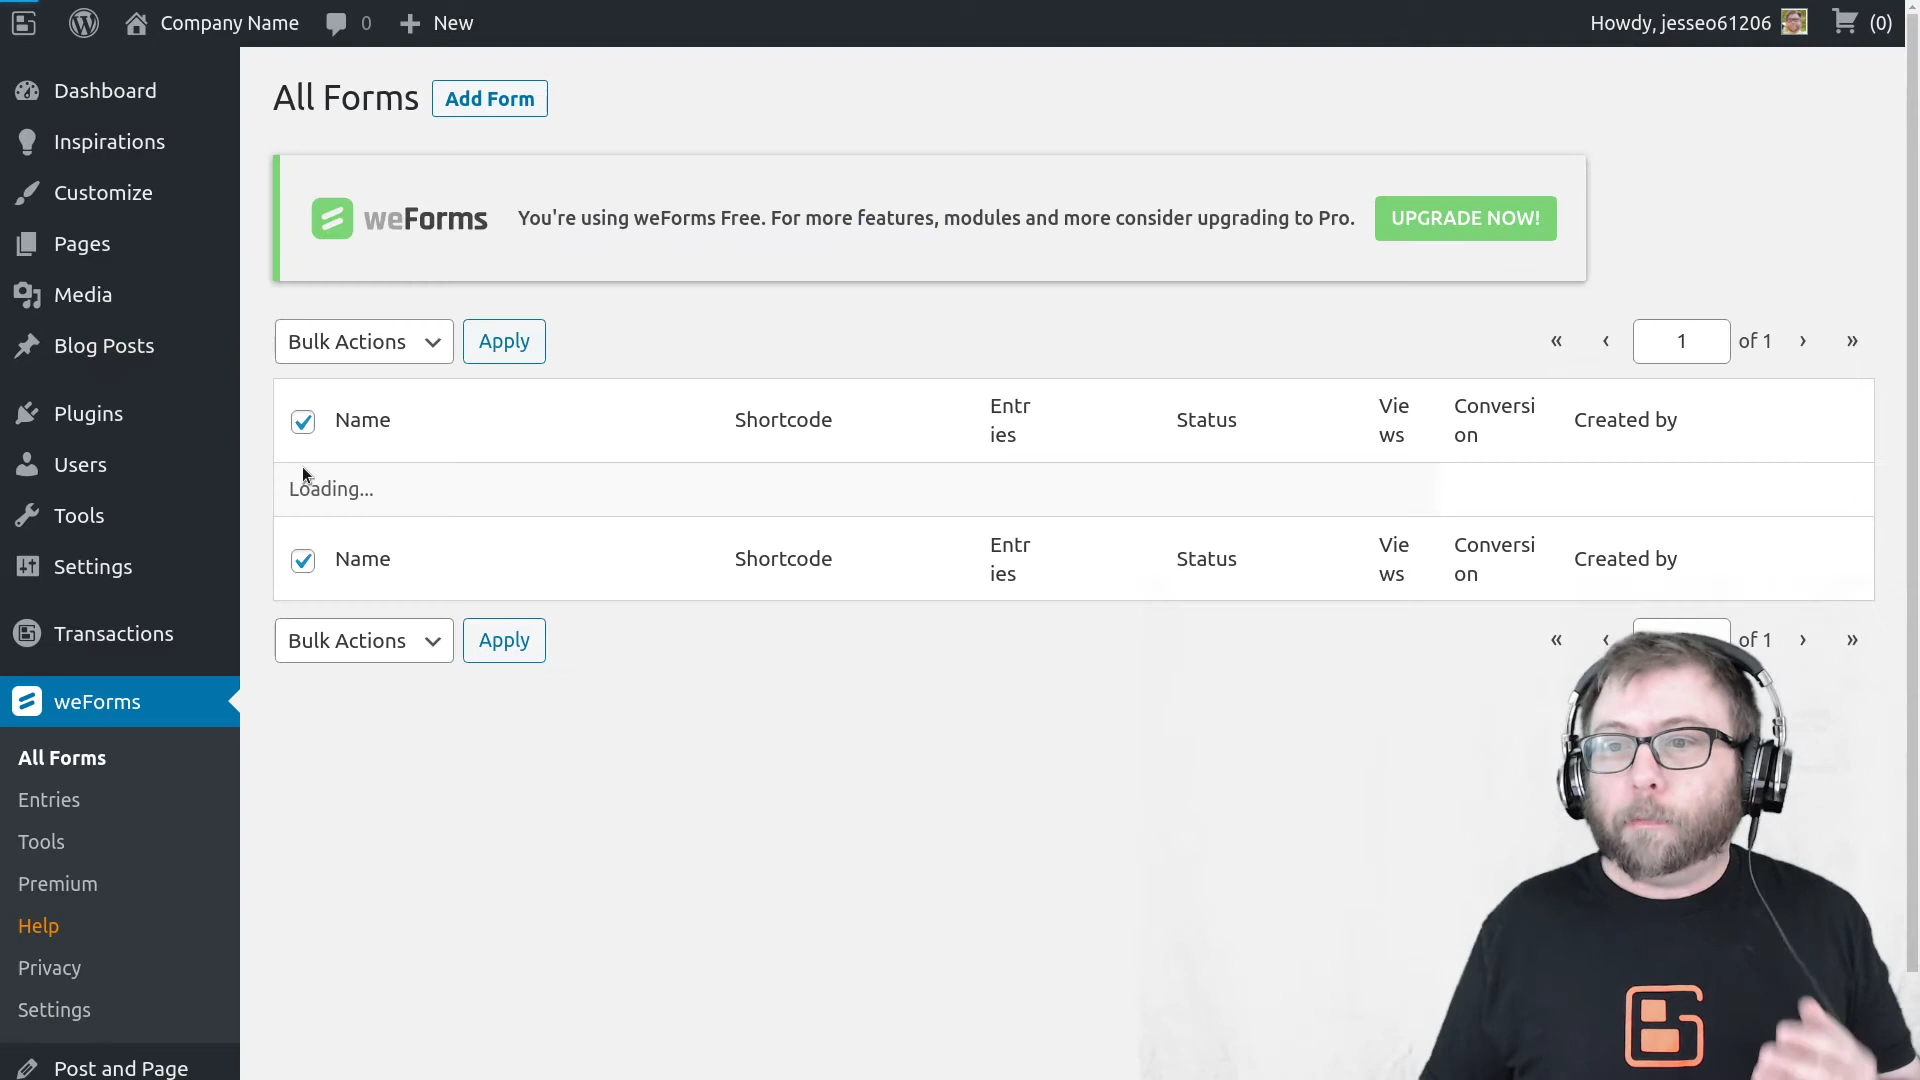 Company Name
0
New
Howdy, jesseo61206
(0)
Dashboard
Inspirations
Customize
Pages
Media
Blog Posts
Plugins
Users
Tools
Settings
Transactions
weForms
All Forms
Entries
Tools
Premium
Help
Privacy
Settings
Post and Page
All Forms
Add Form
weForms
You're using weForms Free. For more features, modules and more consider upgrading to Pro.
UPGRADE NOW!
Bulk Actions
Apply
« ‹ 1 of 1 › »
Name
Shortcode
Entr
ies
Status
Vie
ws
Conversi
on
Created by
Loading...
Name
Shortcode
Entr
ies
Status
Vie
ws
Conversi
on
Created by
Bulk Actions
Apply
« ‹ of 1 › »